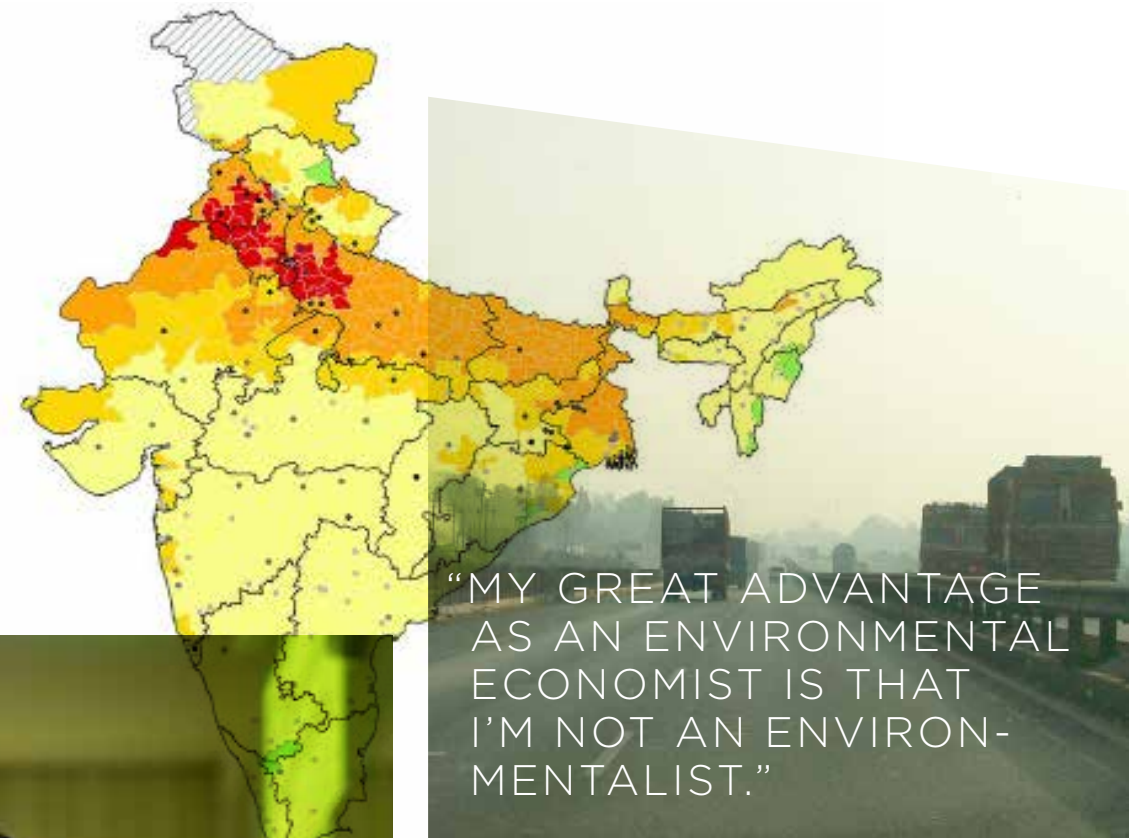 “MY GREAT ADVANTAGE
AS AN ENVIRONMENTAL
ECONOMIST IS THAT
I’M NOT AN ENVIRON-
MENTALIST.”